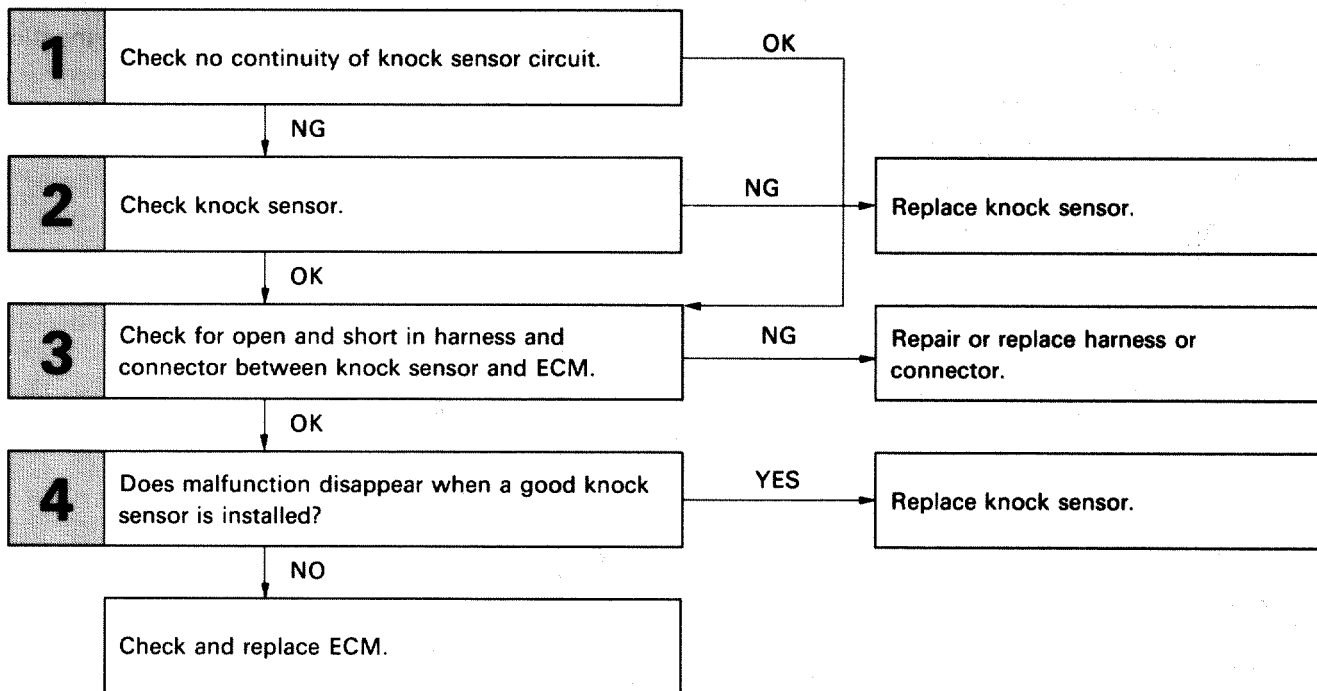 1
Check no continuity of knock sensor circuit.
OK
NG
2
Check knock sensor.
NG
Replace knock sensor.
OK
3
Check for open and short in harness and
connector between knock sensor and ECM.
NG
Repair or replace harness or
connector.
OK
4
Does malfunction disappear when a good knock
sensor is installed?
YES
Replace knock sensor.
NO
Check and replace ECM.